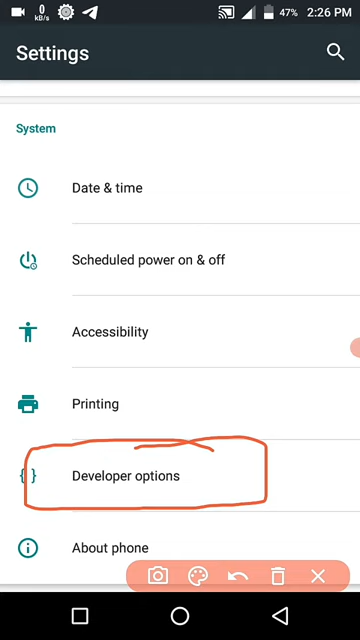 0
kB/s
47% 2:26 PM
Settings
System
Date & time
Scheduled power on & off
Accessibility
Printing
{ } Developer options
About phone